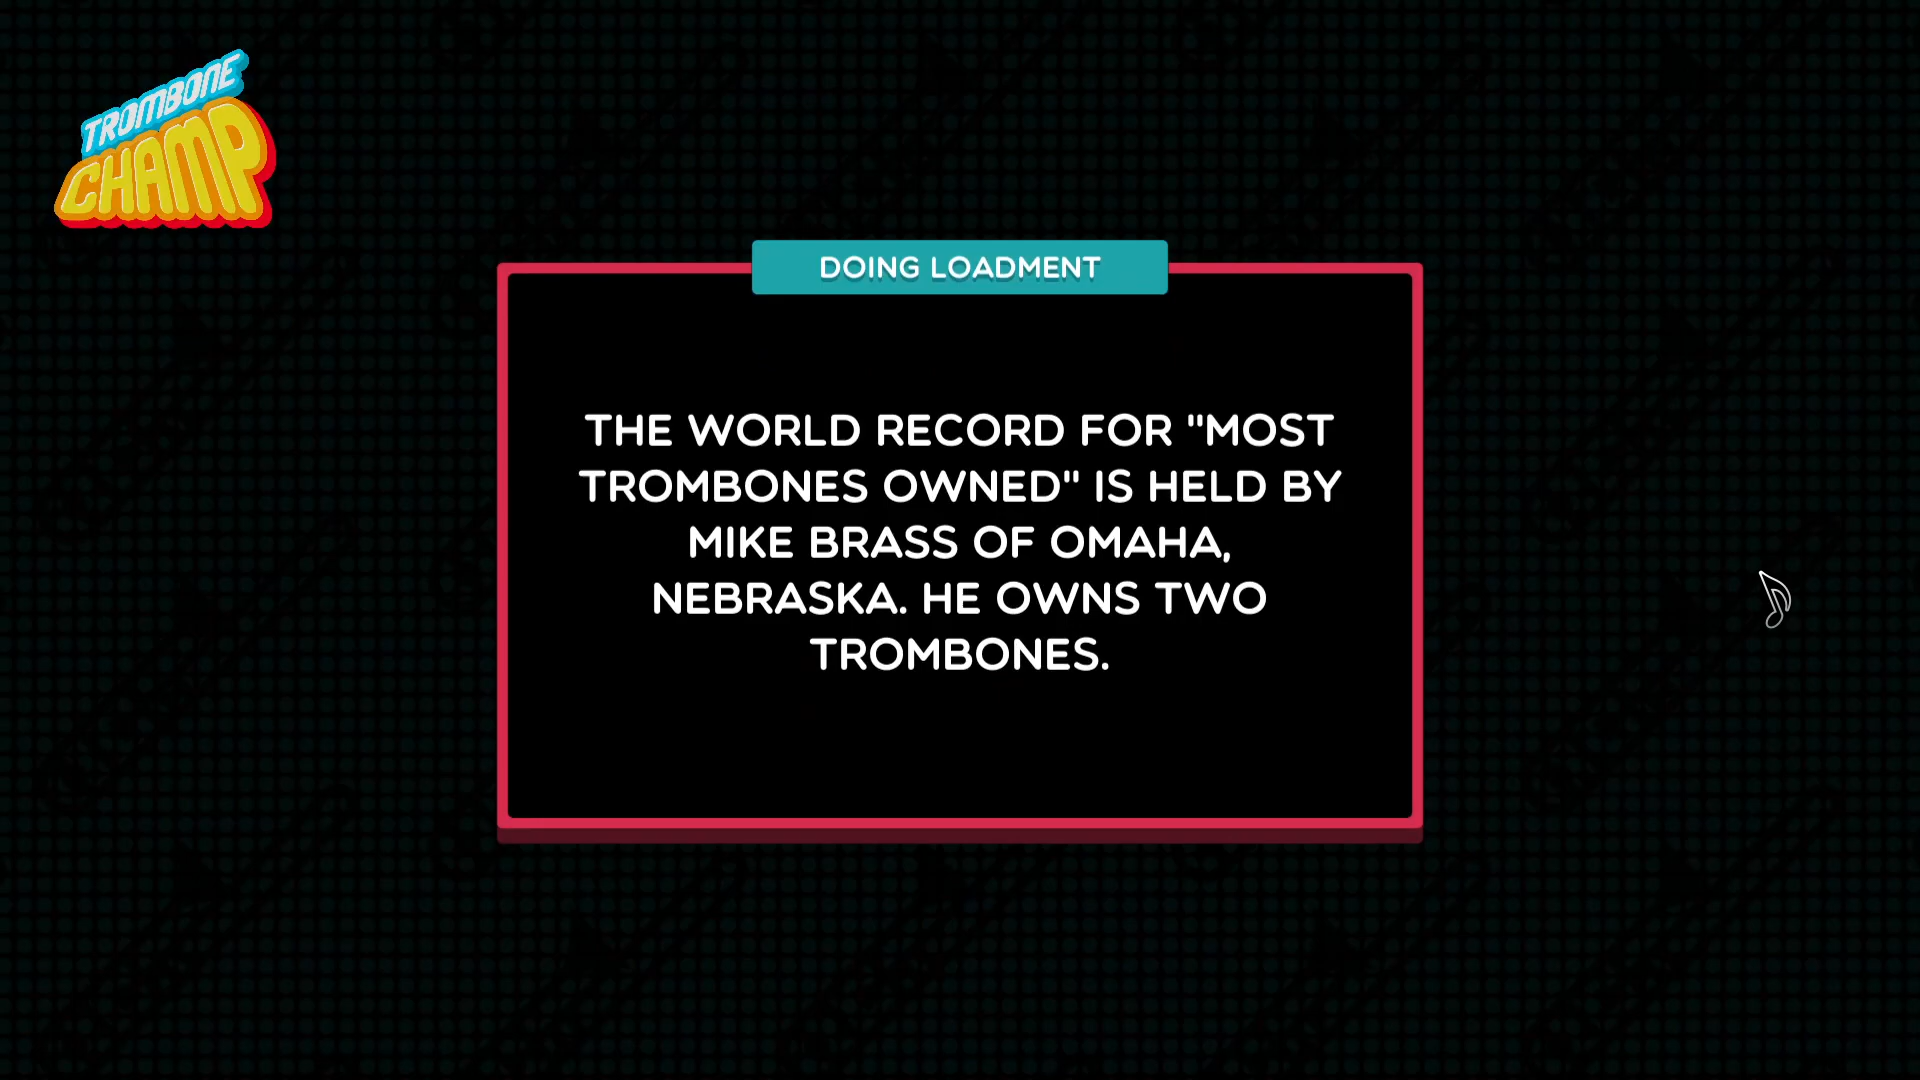 TROMBONE
CHAMP
DOING LOADMENT
THE WORLD RECORD FOR "MOST
TROMBONES OWNED" IS HELD BY
MIKE BRASS OF OMAHA,
NEBRASKA. HE OWNS TWO
TROMBONES.